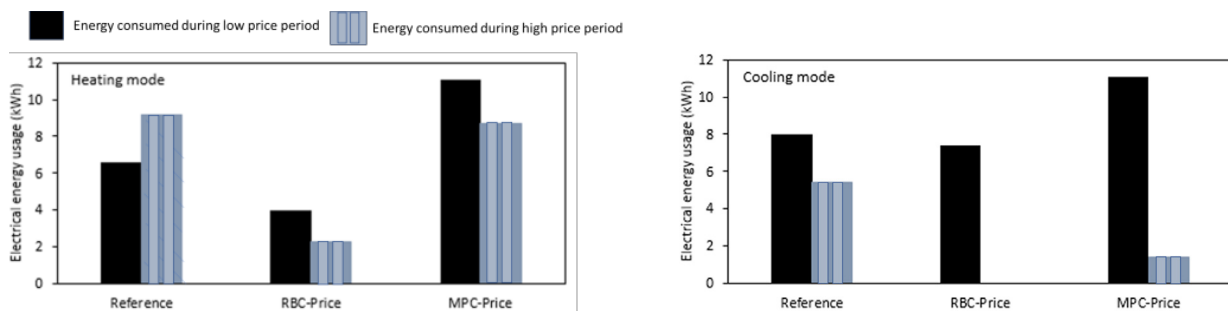 Energy consumed during low price period
Energy consumed during high price period
Heating mode
Electrical energy usage (kWh)
12
10
8
6
4
2
0
Reference
RBC-Price
MPC-Price
Cooling mode
Electrical energy usage (kWh)
12
10
8
6
4
2
0
Reference
RBC-Price
MPC-Price